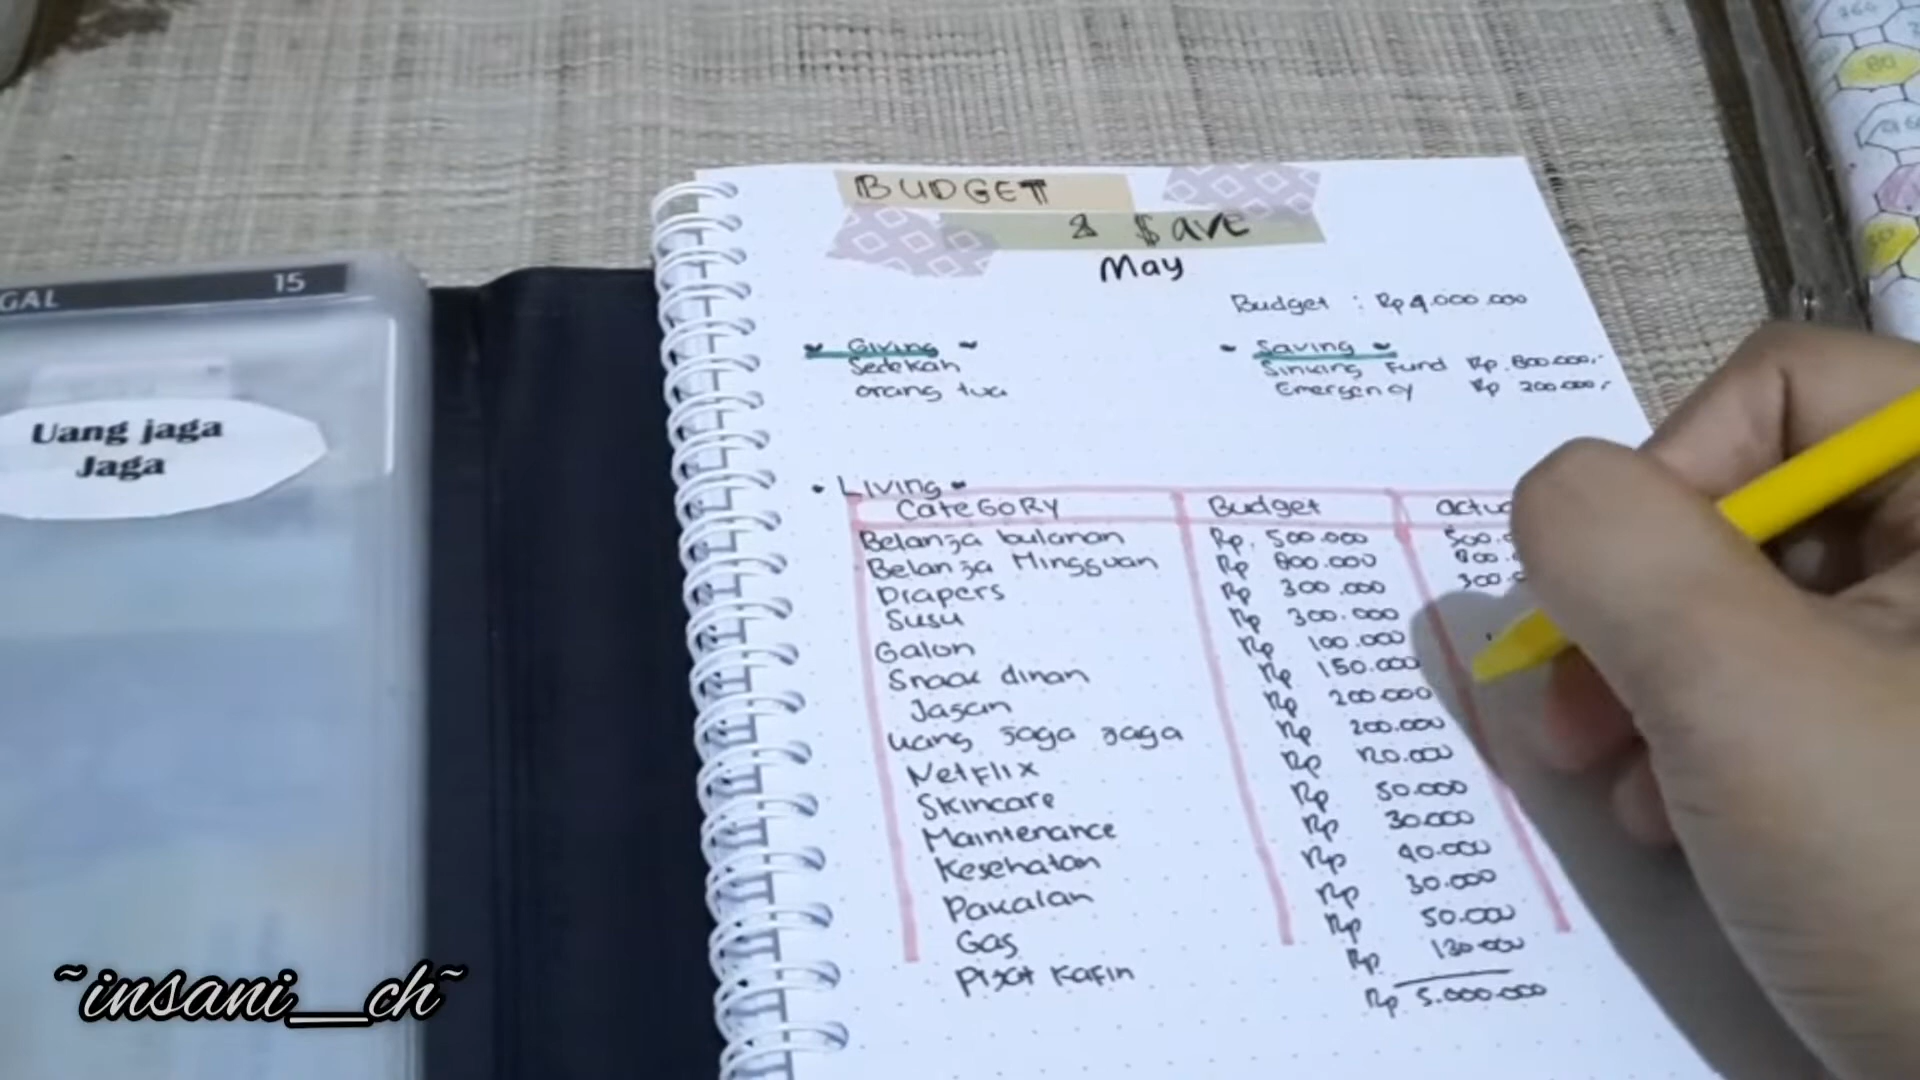 GAL 15
Uang jaga
Jaga
BUDGET
& $ave
May
Budget : Rp 4.000.000
Giving
Sedekah
orang tua
Saving
Sinking Fund Rp. 800.000,-
Emergency Rp 200.000,-
Living
CATEGORY Budget
Belanja bulanan Rp. 500.000
Belanja Mingguan Rp 800.000
Diapers Rp 300.000
Susu Rp 300.000
Galon Rp 100.000
Snack dinan Rp 150.000
Jajan Rp 200.000
Uang jaga jaga Rp 200.000
Netflix Rp 120.000
Skincare Rp 50.000
Maintenance Rp 30.000
Kesehatan Rp 40.000
Pakaian Rp 30.000
Gas Rp 50.000
Pijat Kafin Rp 130.000
Rp 5.000.000
80
~insani__ch~